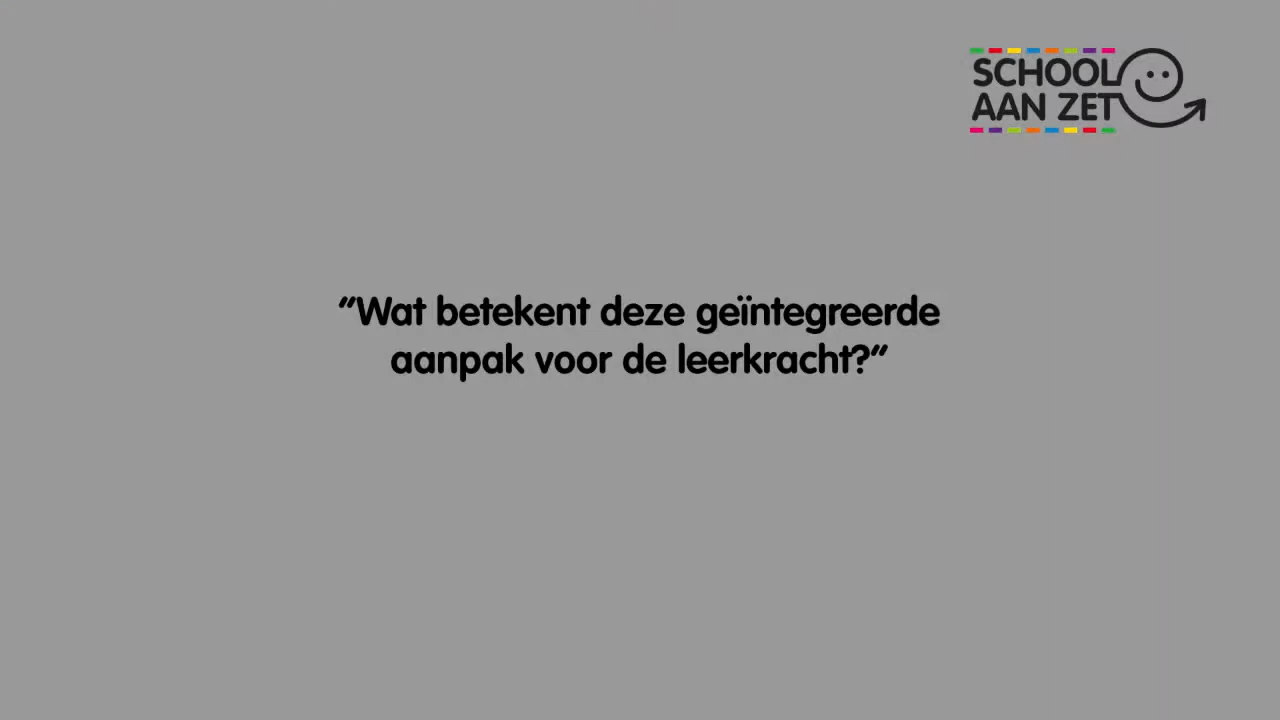 SCHOOL
AAN ZET
“Wat betekent deze geïntegreerde
aanpak voor de leerkracht?”